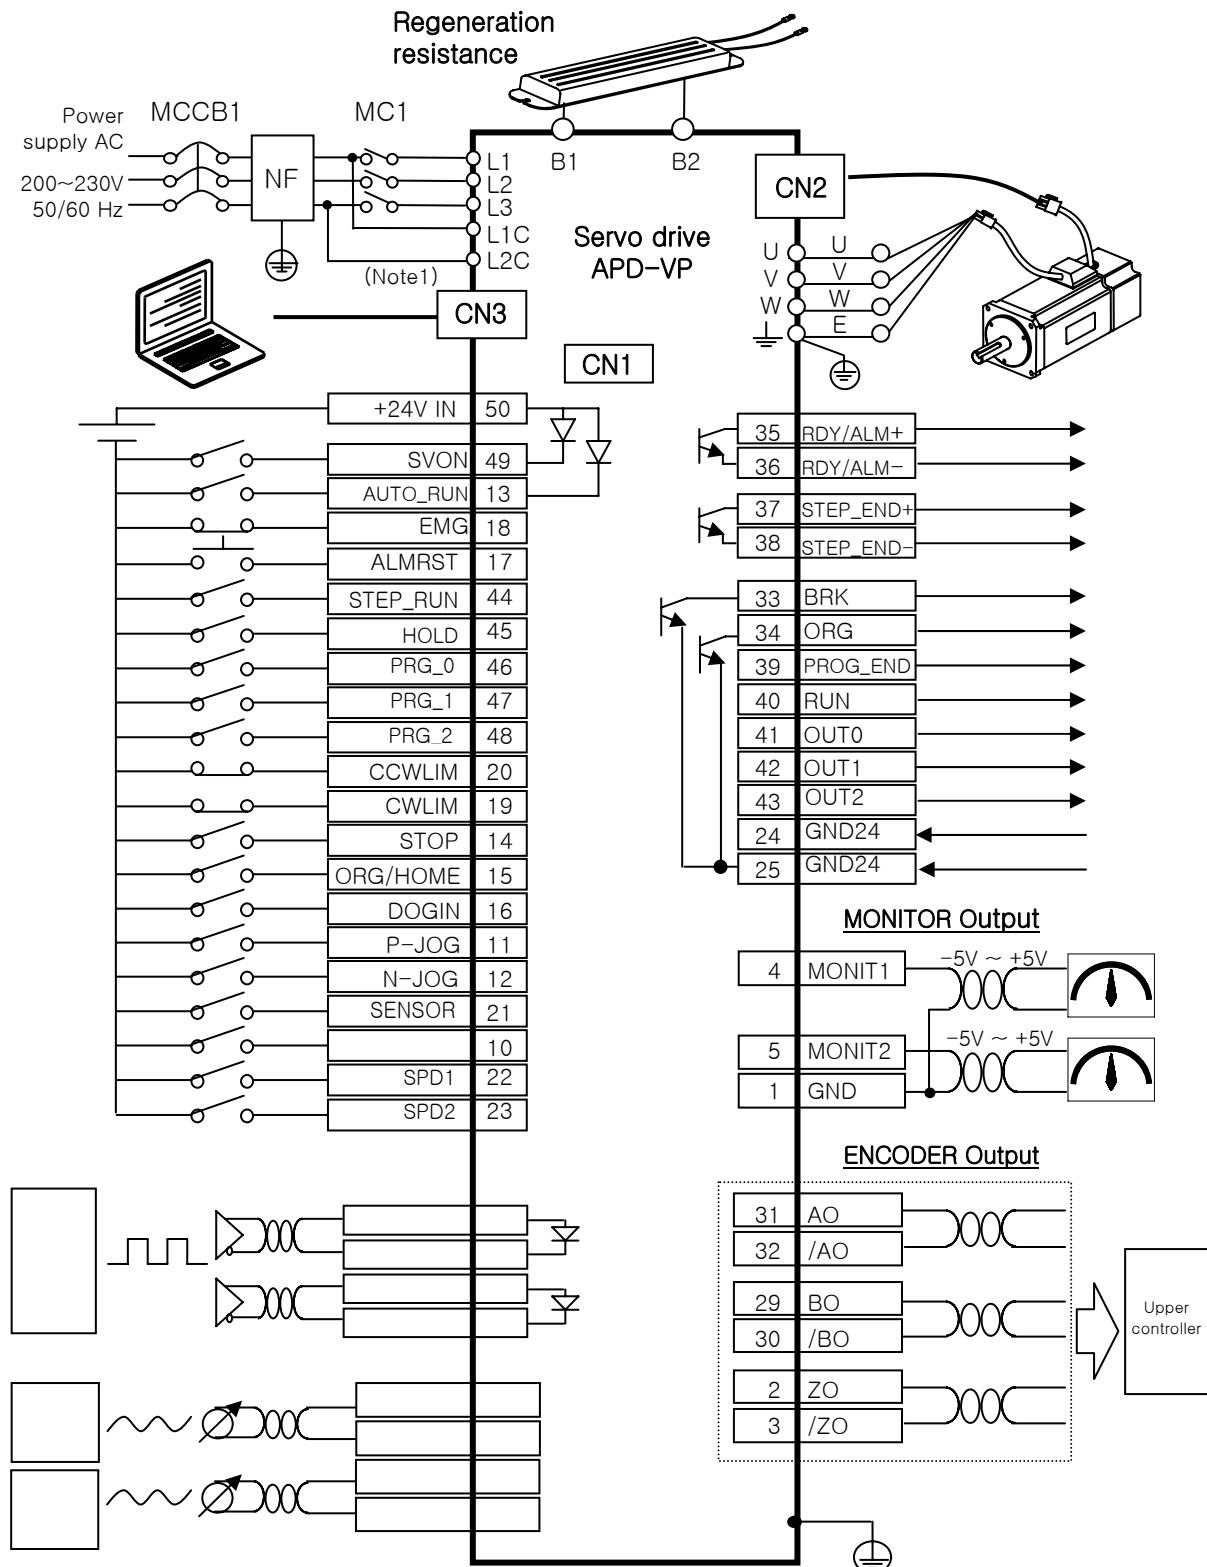 Regeneration
resistance
Power
supply AC
200~230V
50/60 Hz
MCCB1
MC1
NF
B1
B2
L1
L2
L3
L1C
L2C
(Note1)
Servo drive
APD-VP
CN2
U U
V V
W W
E
CN3
CN1
+24V IN 50
SVON 49
AUTO_RUN 13
EMG 18
ALMRST 17
STEP_RUN 44
HOLD 45
PRG_0 46
PRG_1 47
PRG_2 48
CCWLIM 20
CWLIM 19
STOP 14
ORG/HOME 15
DOGIN 16
P-JOG 11
N-JOG 12
SENSOR 21
10
SPD1 22
SPD2 23
35 RDY/ALM+
36 RDY/ALM-
37 STEP_END+
38 STEP_END-
33 BRK
34 ORG
39 PROG_END
40 RUN
41 OUT0
42 OUT1
43 OUT2
24 GND24
25 GND24
MONITOR Output
4 MONIT1
-5V ~ +5V
5 MONIT2
-5V ~ +5V
1 GND
ENCODER Output
31 AO
32 /AO
29 BO
30 /BO
2 ZO
3 /ZO
Upper
controller